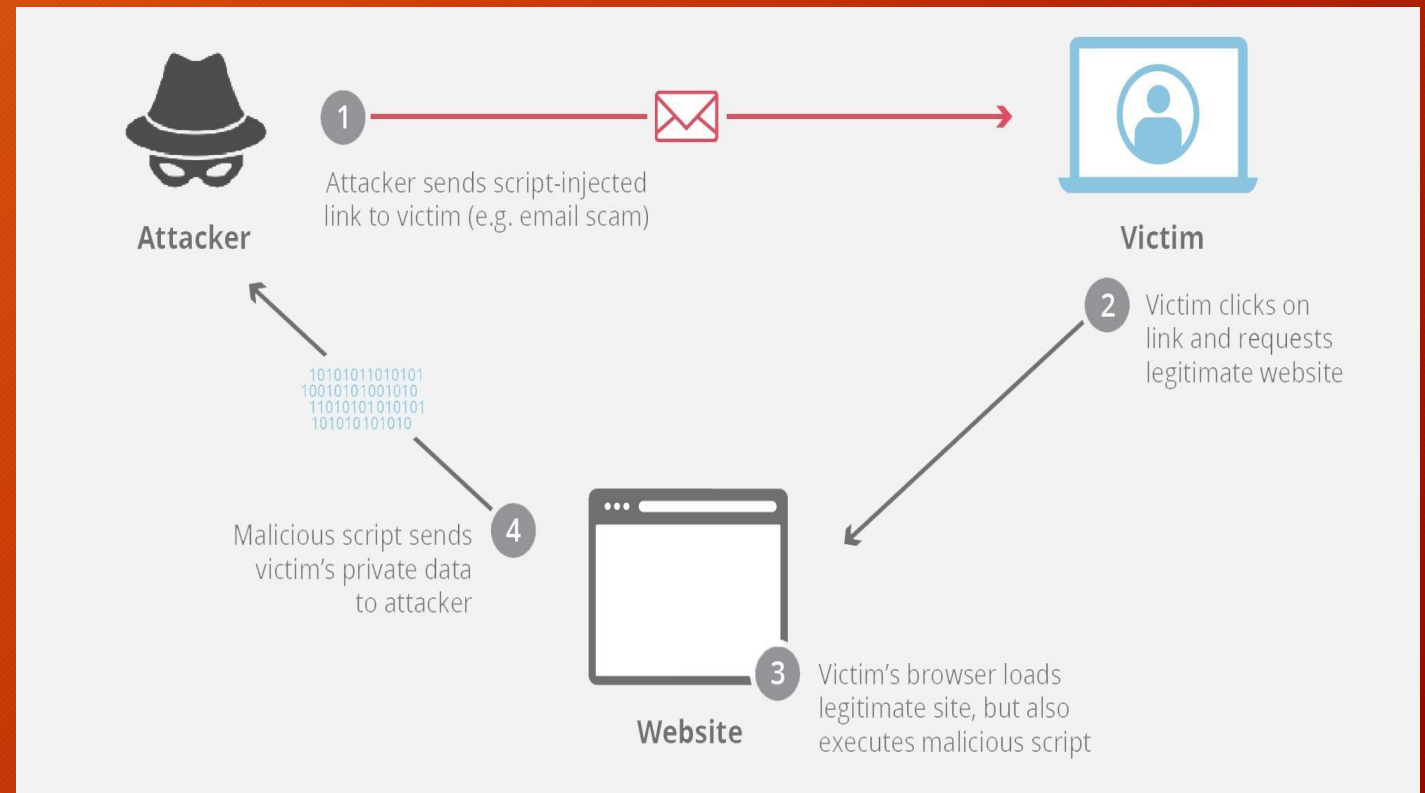 1
Attacker sends script-injected
link to victim (e.g. email scam)
Attacker
Victim
2
Victim clicks on
link and requests
legitimate website
10101011010101
10010101001010
11010101010101
101010101010
4
Malicious script sends
victim's private data
to attacker
3
Victim's browser loads
legitimate site, but also
executes malicious script
Website